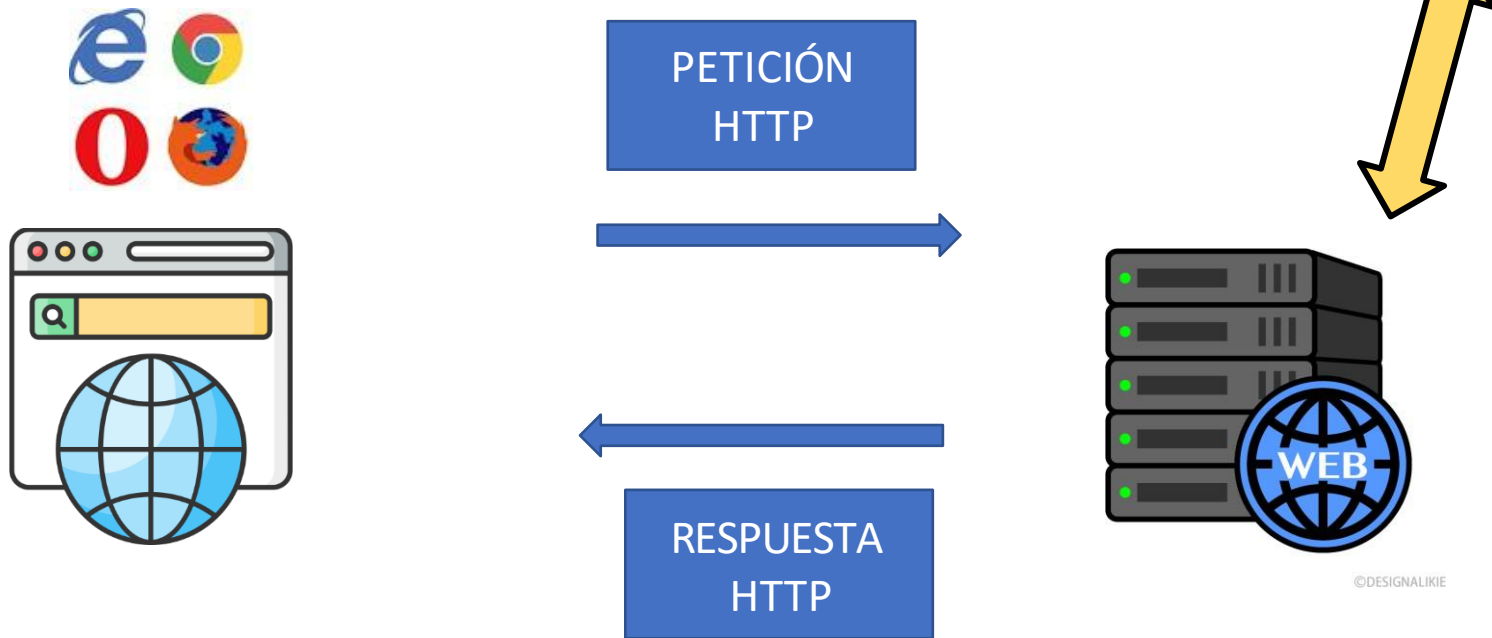 PETICIÓN
HTTP
WEB
RESPUESTA
HTTP
©DESIGNALIKIE